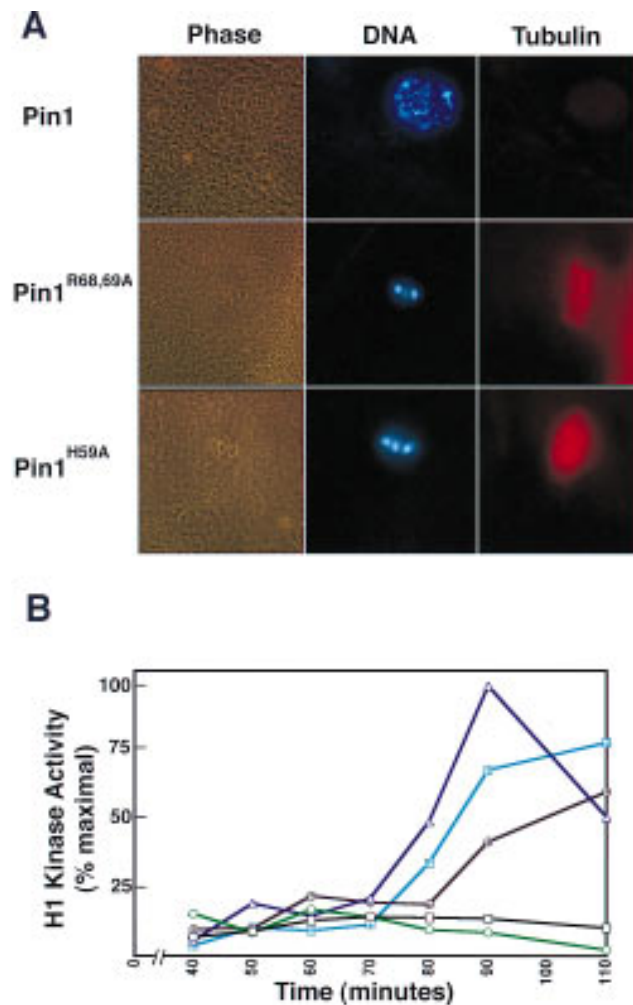 A
Phase DNA Tubulin
Pin1
Pin1R68,69A
Pin1H59A
B
H1 Kinase Activity
(% maximal)
100
75
50
25
0 40 50 60 70 80 90 100 110
Time (minutes)